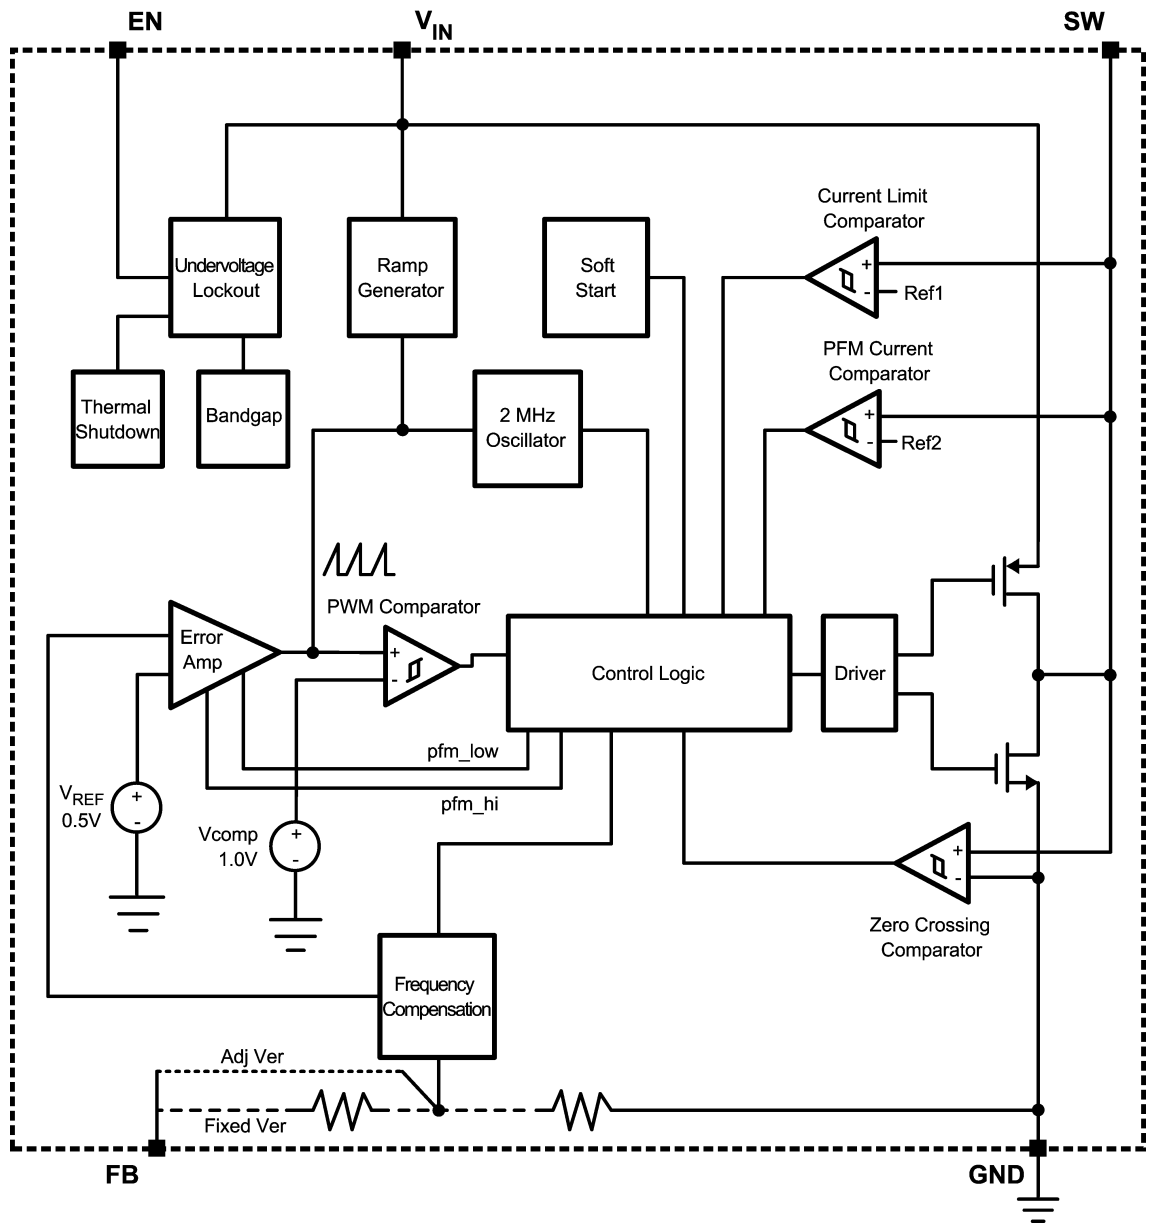 EN
VIN
SW
Current Limit
Comparator
+
-
Ref1
Undervoltage
Lockout
Ramp
Generator
Soft
Start
PFM Current
Comparator
+
-
Ref2
Thermal
Shutdown
Bandgap
2 MHz
Oscillator
PWM Comparator
Error
Amp
+
-
Control Logic
Driver
pfm_low
pfm_hi
VREF
0.5V
+
-
Vcomp
1.0V
+
-
+
-
Zero Crossing
Comparator
Frequency
Compensation
Adj Ver
Fixed Ver
FB
GND